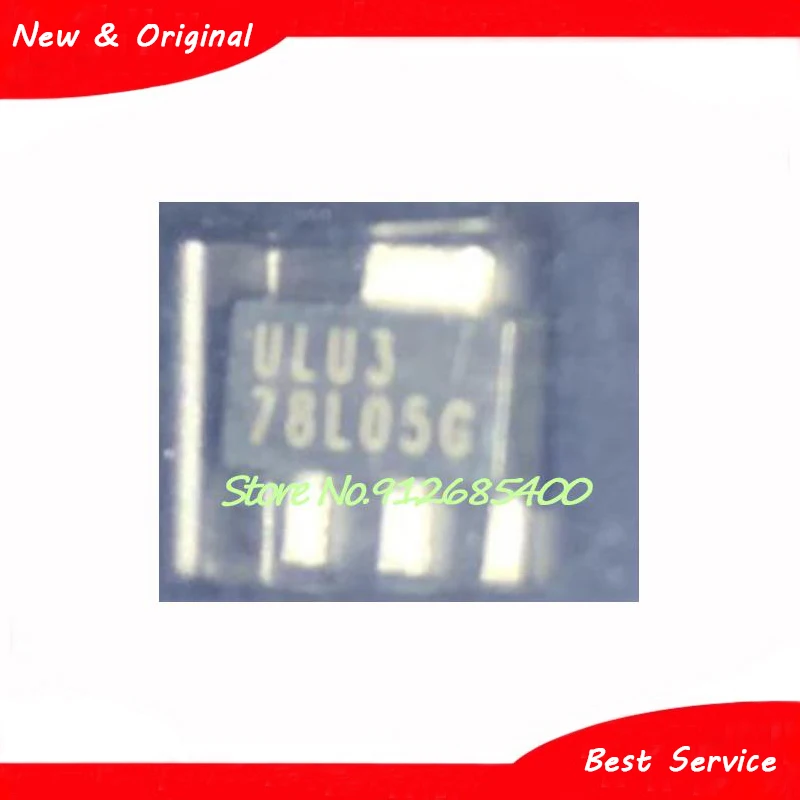 New & Original
ULU3
78L05G
Store No.912685400
Best Service